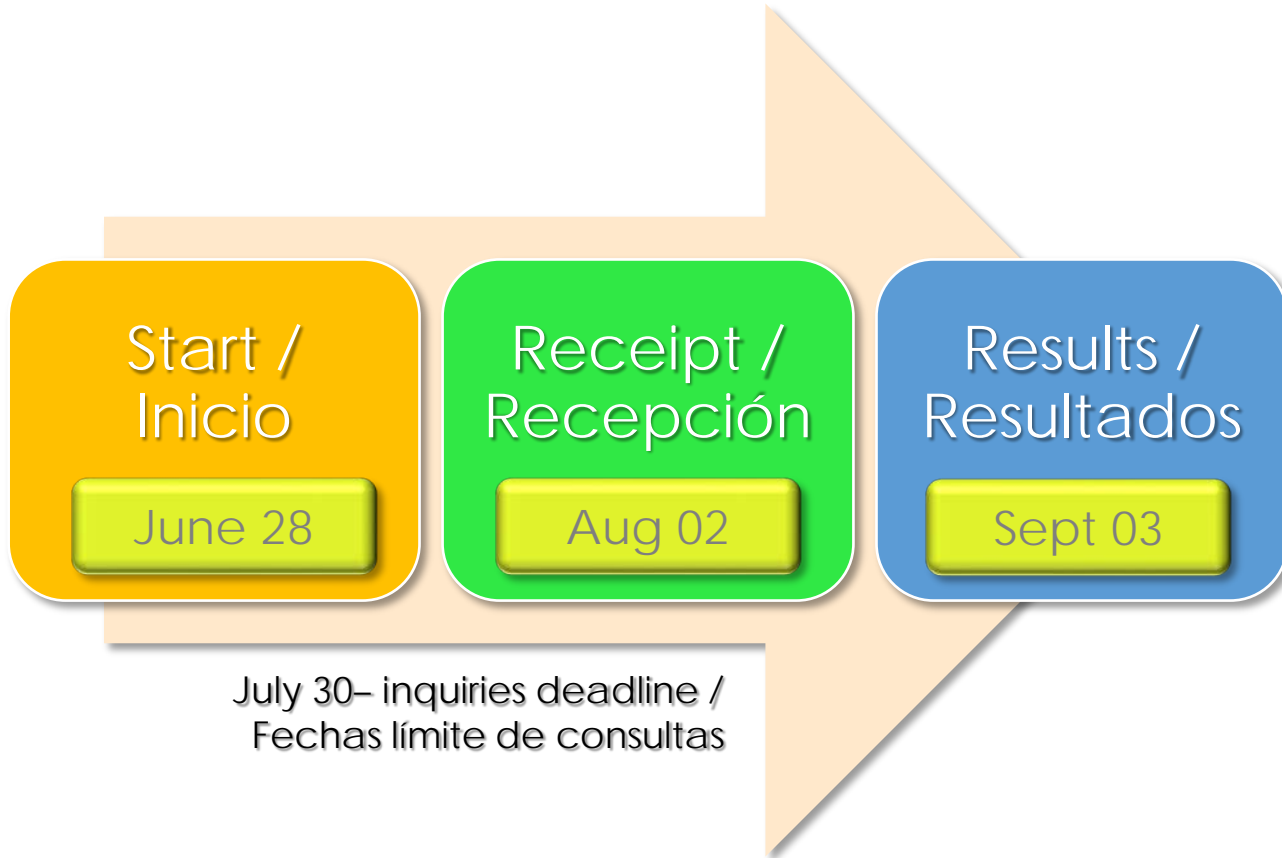 Start /
Inicio
June 28
Receipt /
Recepción
Aug 02
Results /
Resultados
Sept 03
July 30– inquiries deadline /
Fechas límite de consultas